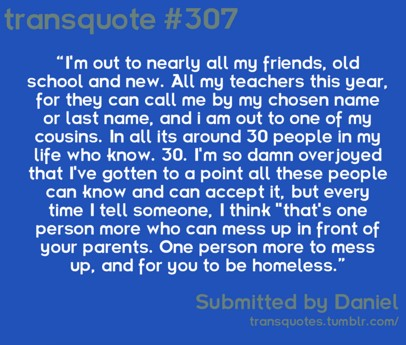 transquote #307
“I'm out to nearly all my friends, old
school and new. All my teachers this year,
for they can call me by my chosen name
or last name, and i am out to one of my
cousins. In all its around 30 people in my
life who know. 30. I'm so damn overjoyed
that I've gotten to a point all these people
can know and can accept it, but every
time I tell someone, I think "that's one
person more who can mess up in front of
your parents. One person more to mess
up, and for you to be homeless.”
Submitted by Daniel
transquotes.tumblr.com/